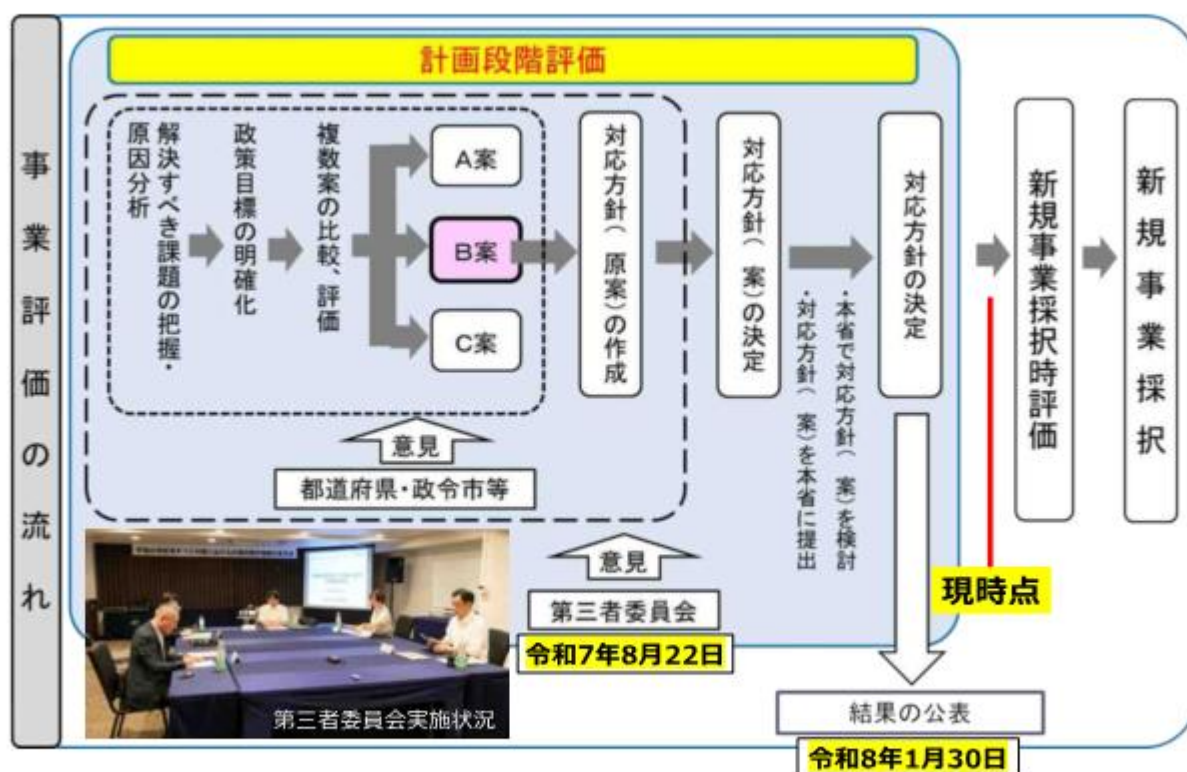 事業評価の流れ
計画段階評価
解決すべき課題の把握・
原因分析
政策目標の明確化
複数案の比較、評価
A案
B案
C案
対応方針（原案）の作成
対応方針（案）の決定
・対応方針（案）を本省に提出
・本省で対応方針（案）を検討
対応方針の決定
新規事業採択時評価
新規事業採択
意見
都道府県・政令市等
意見
第三者委員会
令和7年8月22日
現時点
第三者委員会実施状況
結果の公表
令和8年1月30日